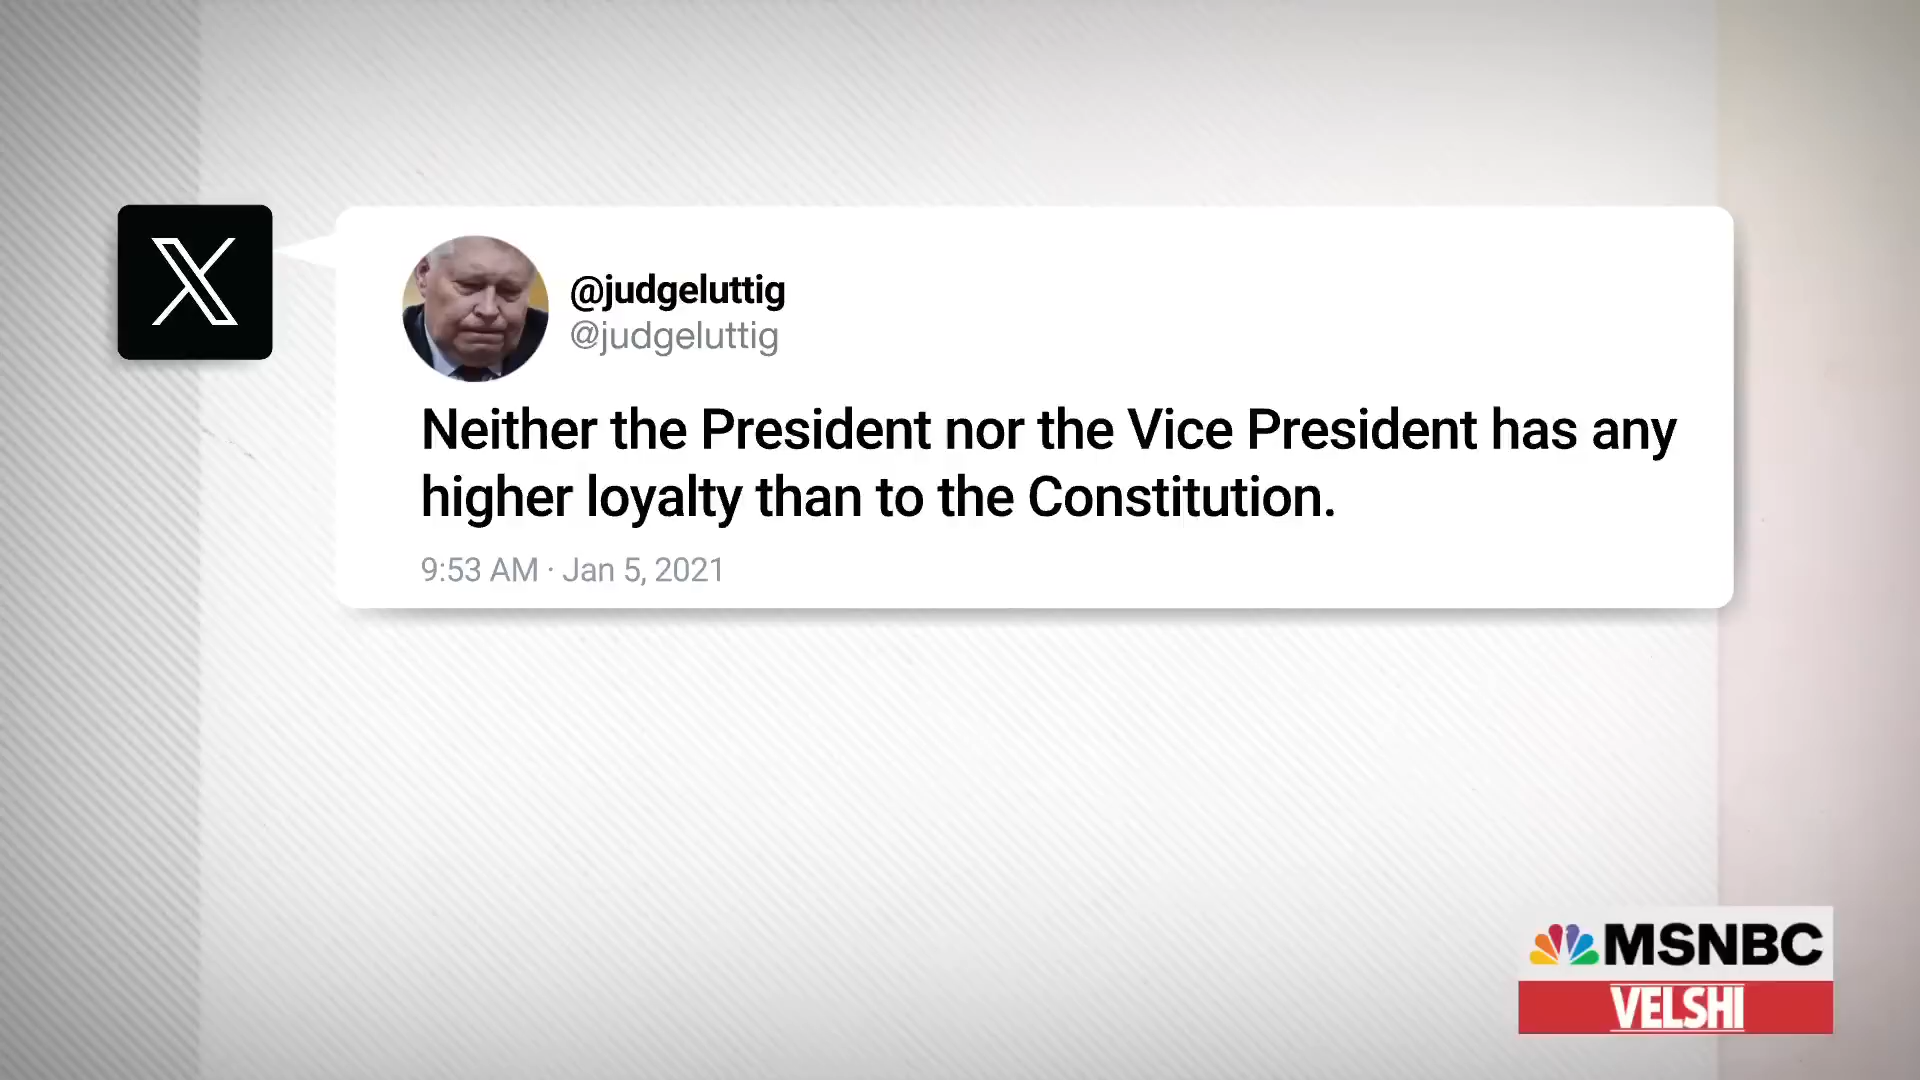 @judgeluttig
@judgeluttig
Neither the President nor the Vice President has any
higher loyalty than to the Constitution.
9:53 AM · Jan 5, 2021
MSNBC
VELSHI